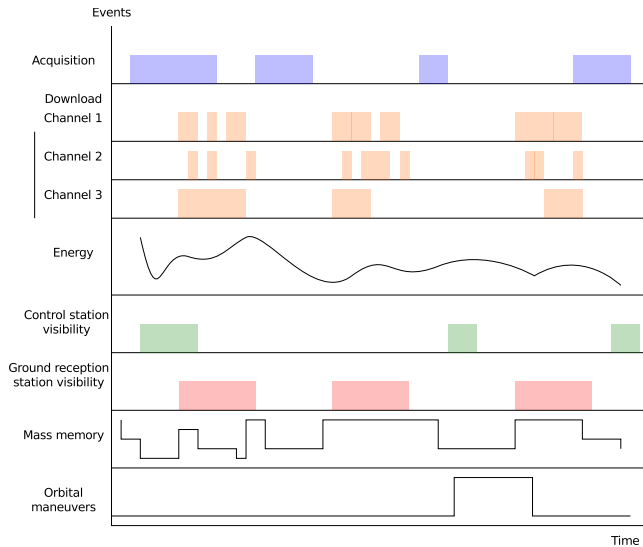 Events
Acquisition
Download
Channel 1
Channel 2
Channel 3
Energy
Control station
visibility
Ground reception
station visibility
Mass memory
Orbital
maneuvers
Time